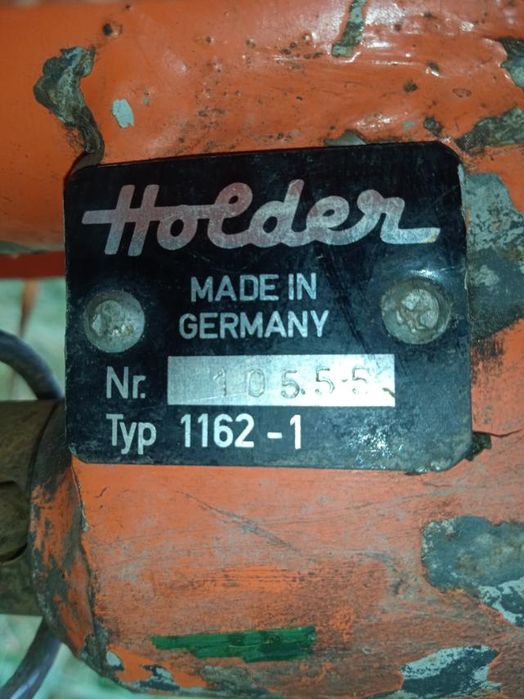 Holder
MADE IN
GERMANY
Nr. 10555
Typ 1162-1